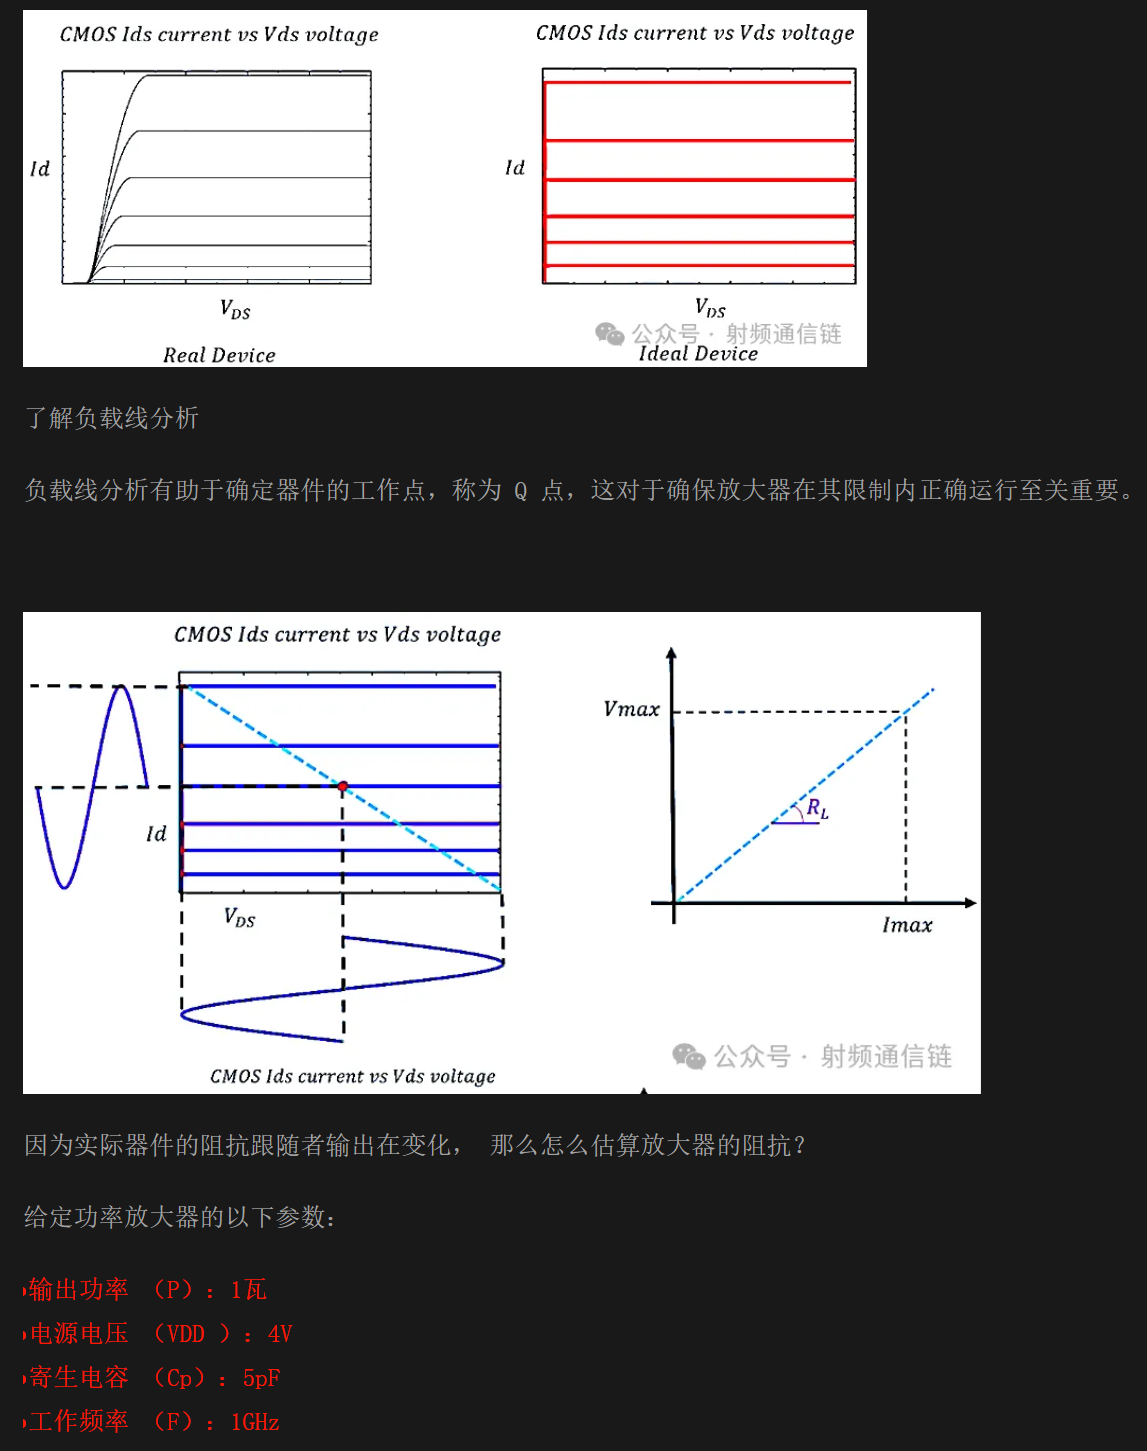 CMOS Ids current vs Vds voltage
CMOS Ids current vs Vds voltage
Id
Id
VDS
VDS
公众号 · 射频通信链
Real Device
Ideal Device
了解负载线分析
负载线分析有助于确定器件的工作点，称为 Q 点，这对于确保放大器在其限制内正确运行至关重要。
CMOS Ids current vs Vds voltage
Vmax
RL
Id
VDS
Imax
公众号 · 射频通信链
CMOS Ids current vs Vds voltage
因为实际器件的阻抗跟随者输出在变化， 那么怎么估算放大器的阻抗？
给定功率放大器的以下参数：
•输出功率 （P）：1瓦
•电源电压 （VDD ）：4V
•寄生电容 （Cp）：5pF
•工作频率 （F）：1GHz